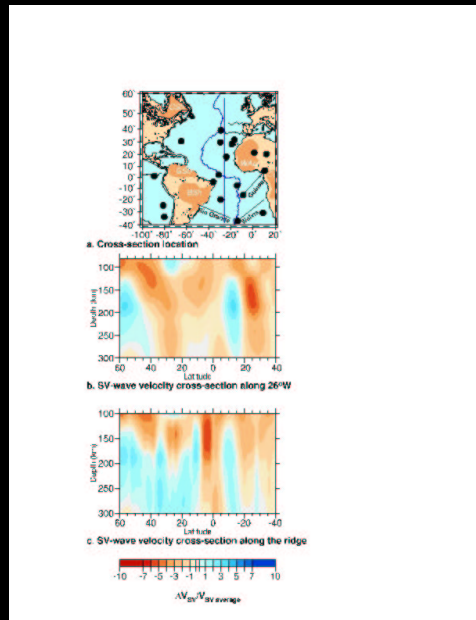 60°
50°
40°
30°
20°
10°
0°
-10°
-20°
-30°
-40°
-100° -80° -60° -40° -20° 0° 20°
a. Cross-section location
100
150
200
250
300
Depth (km)
60 40 20 0 -20 -40
Latitude
b. SV-wave velocity cross-section along 26°W
100
150
200
250
300
Depth (km)
60 40 20 0 -20 -40
Latitude
c SV-wave velocity cross-section along the ridge
-10 -7 -5 -3 -1 1 3 5 7 10
ΔVSV/VSV average